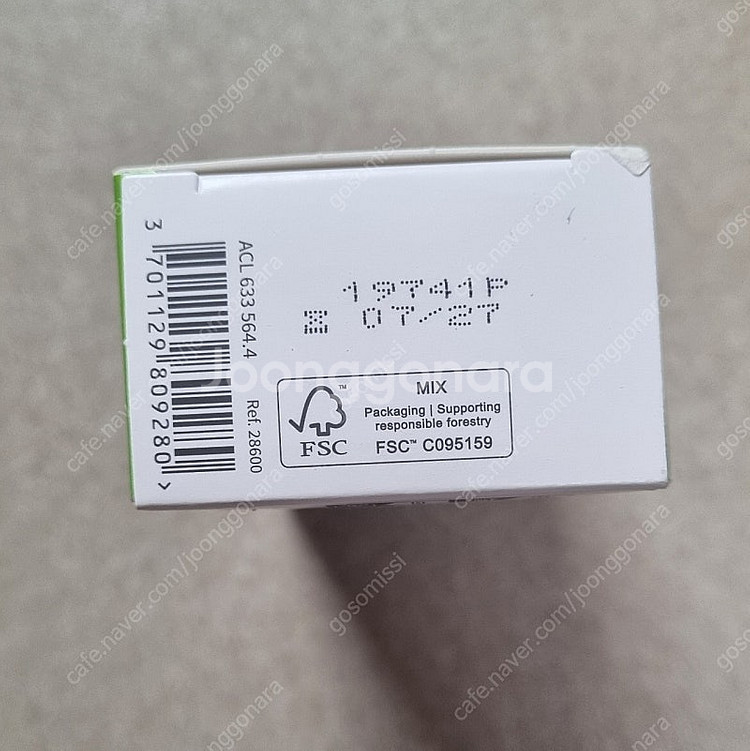 3 701129 809280 >
ACL 633 564.4
Ref. 28600
19741P
07/27
FSC™
MIX
Packaging | Supporting
responsible forestry
FSC™ C095159
Joonggonara
cafe.naver.com/joonggonara
gosomissi